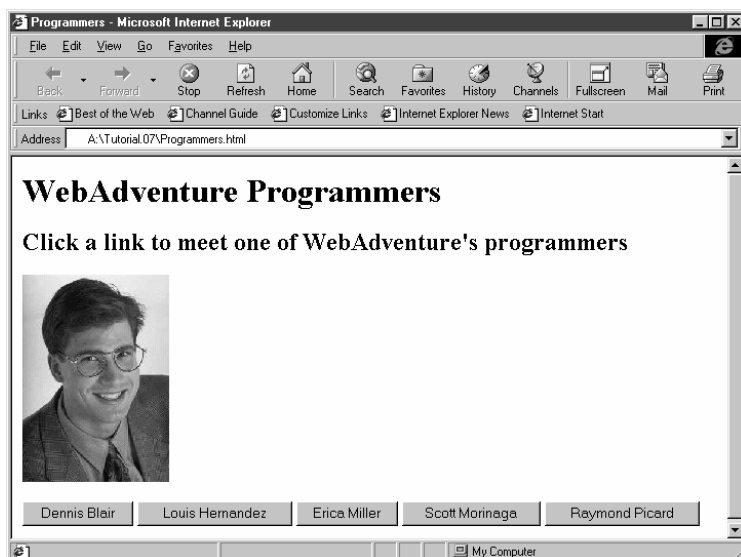 Programmers - Microsoft Internet Explorer
File Edit View Go Favorites Help
Back Forward Stop Refresh Home Search Favorites History Channels Fullscreen Mail Print
Links Best of the Web Channel Guide Customize Links Internet Explorer News Internet Start
Address A:\Tutorial.07\Programmers.html
WebAdventure Programmers
Click a link to meet one of WebAdventure's programmers
Dennis Blair Louis Hernandez Erica Miller Scott Morinaga Raymond Picard
My Computer